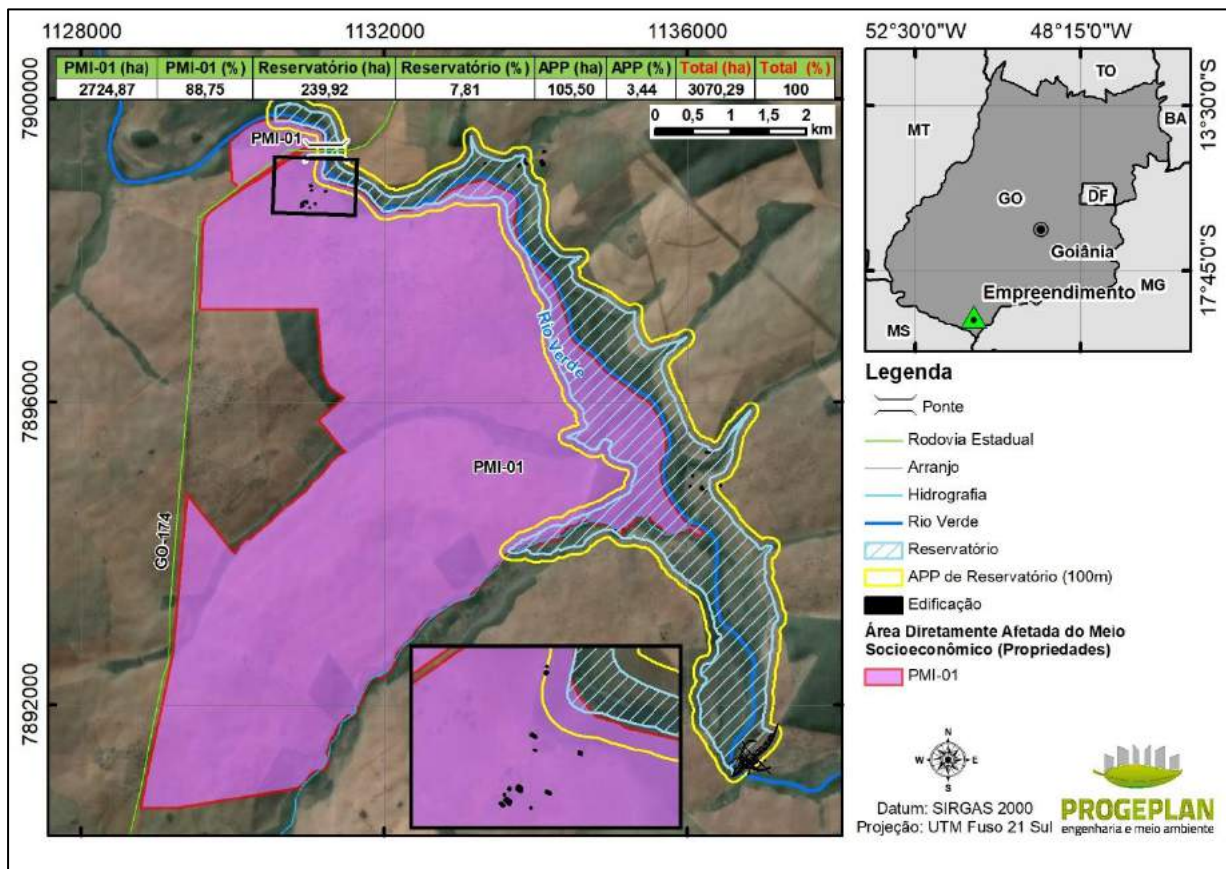 1128000 1132000 1136000
7900000
7896000
7892000
PMI-01 (ha) PMI-01 (%) Reservatório (ha) Reservatório (%) APP (ha) APP (%) Total (ha) Total (%)
2724,87 88,75 239,92 7,81 105,50 3,44 3070,29 100
0 0,5 1 1,5 2
km
PMI-01
Rio Verde
PMI-01
GO-174
52°30'0"W 48°15'0"W
13°30'0"S
17°45'0"S
TO
MT
BA
GO
DF
Goiânia
MG
Empreendimento
MS
Legenda
Ponte
Rodovia Estadual
Arranjo
Hidrografia
Rio Verde
Reservatório
APP de Reservatório (100m)
Edificação
Área Diretamente Afetada do Meio
Socioeconômico (Propriedades)
PMI-01
N
W E
S
Datum: SIRGAS 2000
Projeção: UTM Fuso 21 Sul
PROGEPLAN
engenharia e meio ambiente